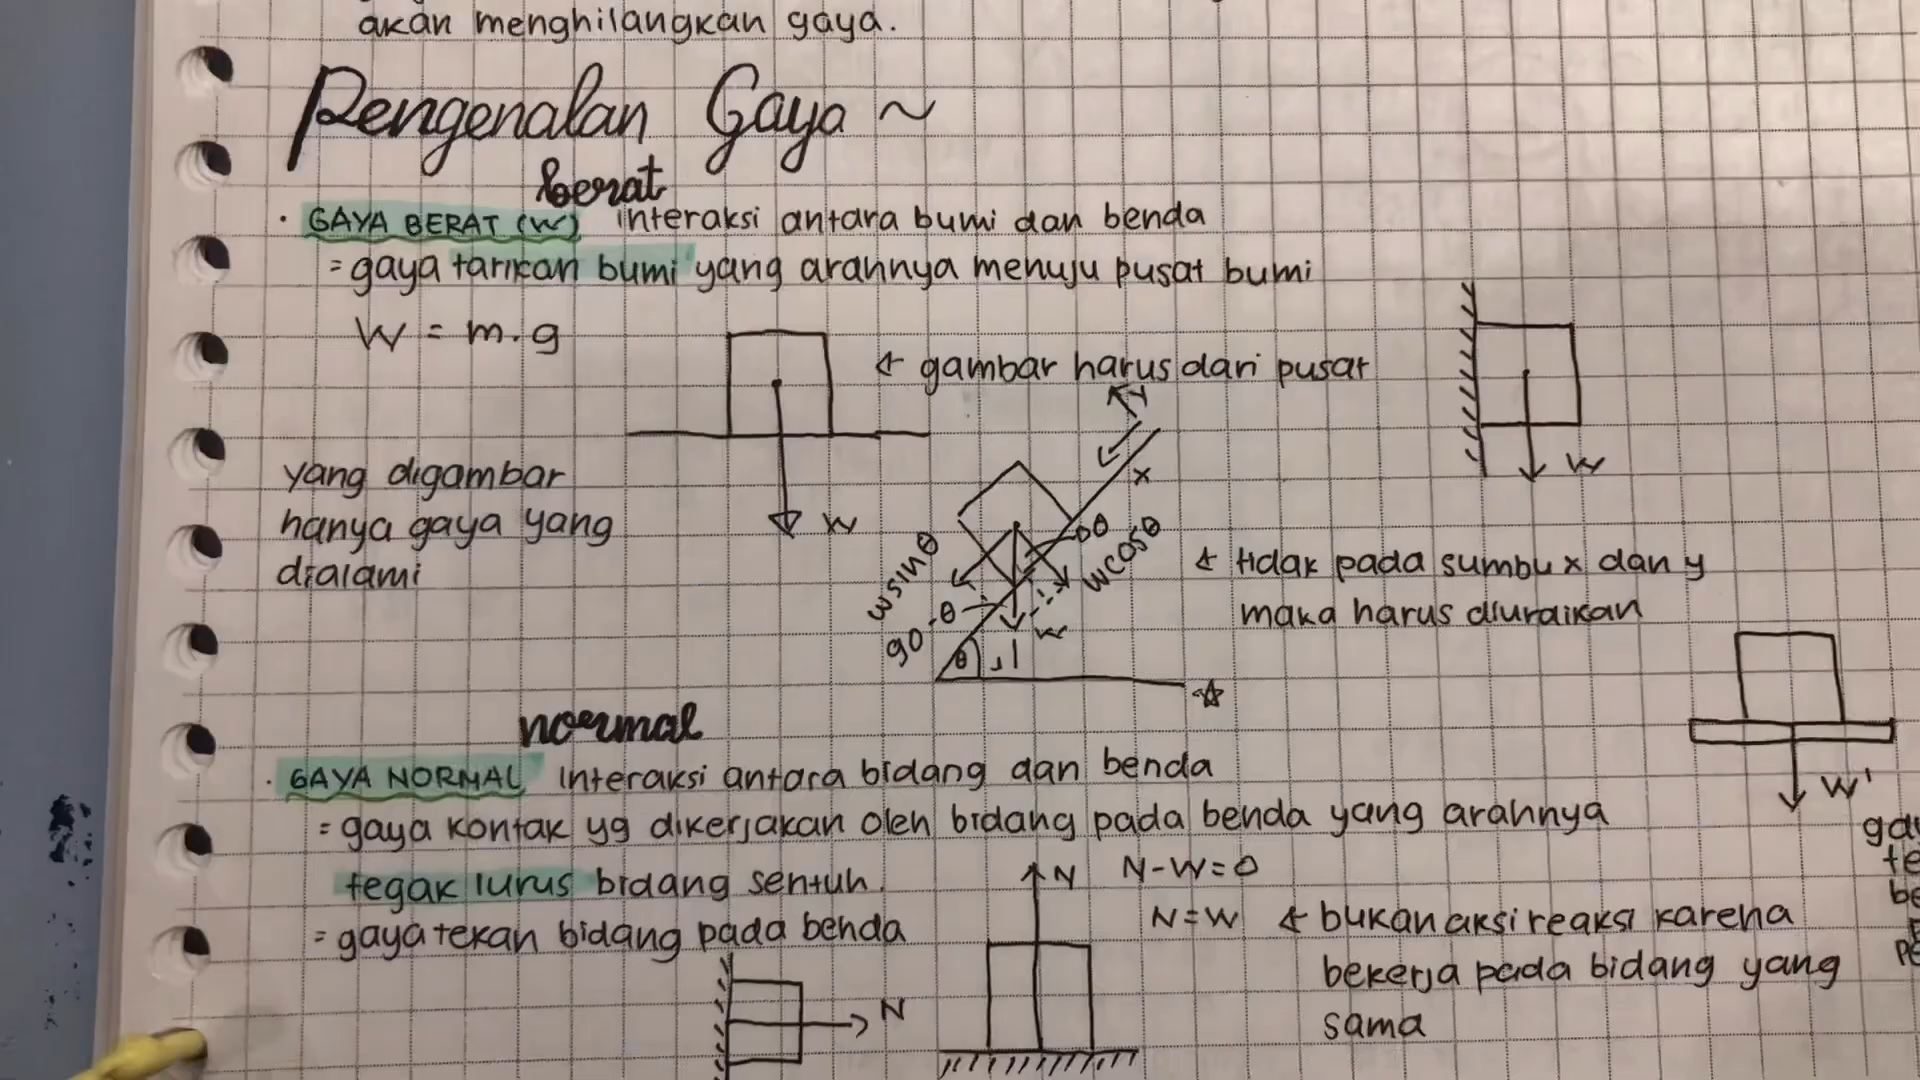 akan menghilangkan gaya.
Pengenalan Gaya ~
berat
• GAYA BERAT (W) interaksi antara bumi dan benda
= gaya tarikan bumi yang arahnya menuju pusat bumi
W = m.g
← gambar harus dari pusat
yang digambar
hanya gaya yang
dialami
W
Y
X
W sin θ
θ
W cos θ
90-θ
W
θ
W
← tidak pada sumbu x dan y
maka harus diuraikan
W'
normal
• GAYA NORMAL interaksi antara bidang dan benda
= gaya kontak yg dikerjakan oleh bidang pada benda yang arahnya
tegak lurus bidang sentuh.
= gaya tekan bidang pada benda
N
N
N-W=0
N=W ← bukan aksi reaksi karena
bekerja pada bidang yang
sama